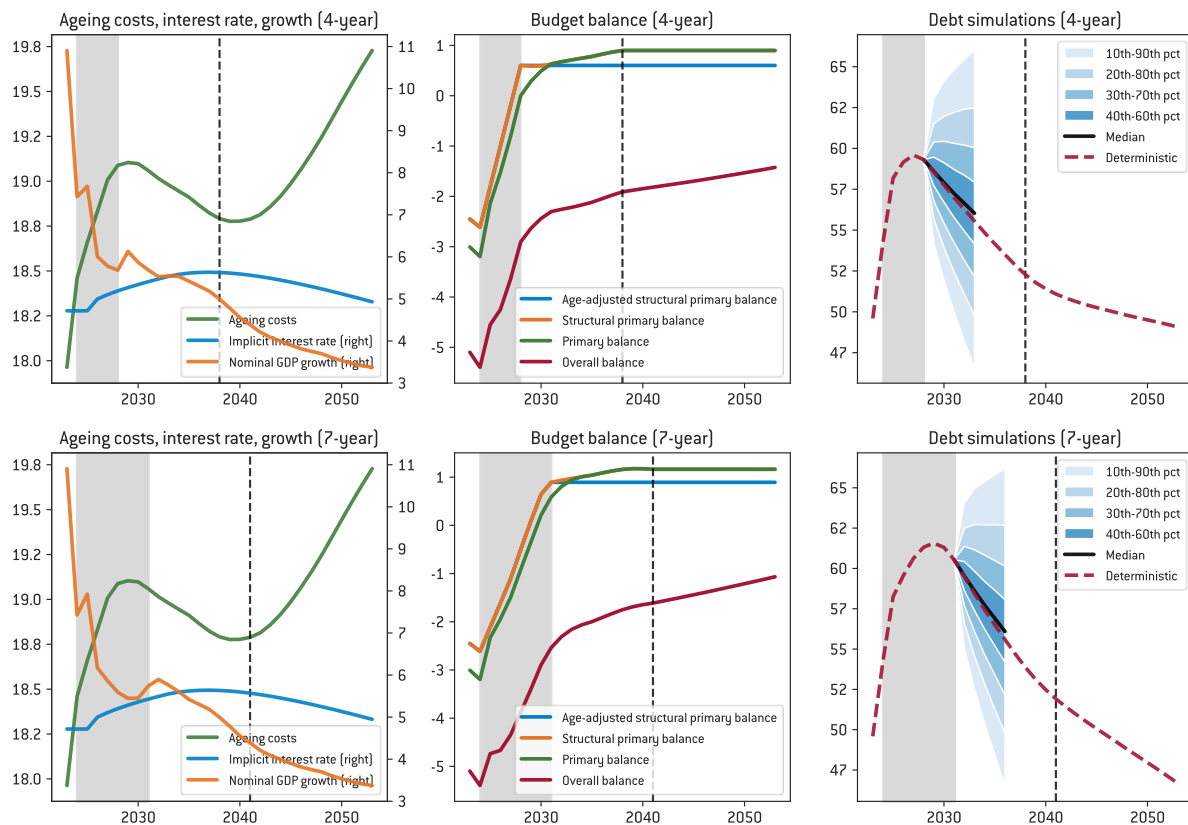 Ageing costs, interest rate, growth (4-year)
19.8
19.5
19.2
19.0
18.8
18.5
18.2
18.0
11
10
9
8
7
6
5
4
3
2030
2040
2050
Ageing costs
Implicit interest rate (right)
Nominal GDP growth (right)
Budget balance (4-year)
1
0
-1
-2
-3
-4
-5
2030
2040
2050
Age-adjusted structural primary balance
Structural primary balance
Primary balance
Overall balance
Debt simulations (4-year)
65
62
60
57
55
52
50
47
2030
2040
2050
10th-90th pct
20th-80th pct
30th-70th pct
40th-60th pct
Median
Deterministic
Ageing costs, interest rate, growth (7-year)
19.8
19.5
19.2
19.0
18.8
18.5
18.2
18.0
11
10
9
8
7
6
5
4
3
2030
2040
2050
Ageing costs
Implicit interest rate (right)
Nominal GDP growth (right)
Budget balance (7-year)
1
0
-1
-2
-3
-4
-5
2030
2040
2050
Age-adjusted structural primary balance
Structural primary balance
Primary balance
Overall balance
Debt simulations (7-year)
65
62
60
57
55
52
50
47
2030
2040
2050
10th-90th pct
20th-80th pct
30th-70th pct
40th-60th pct
Median
Deterministic